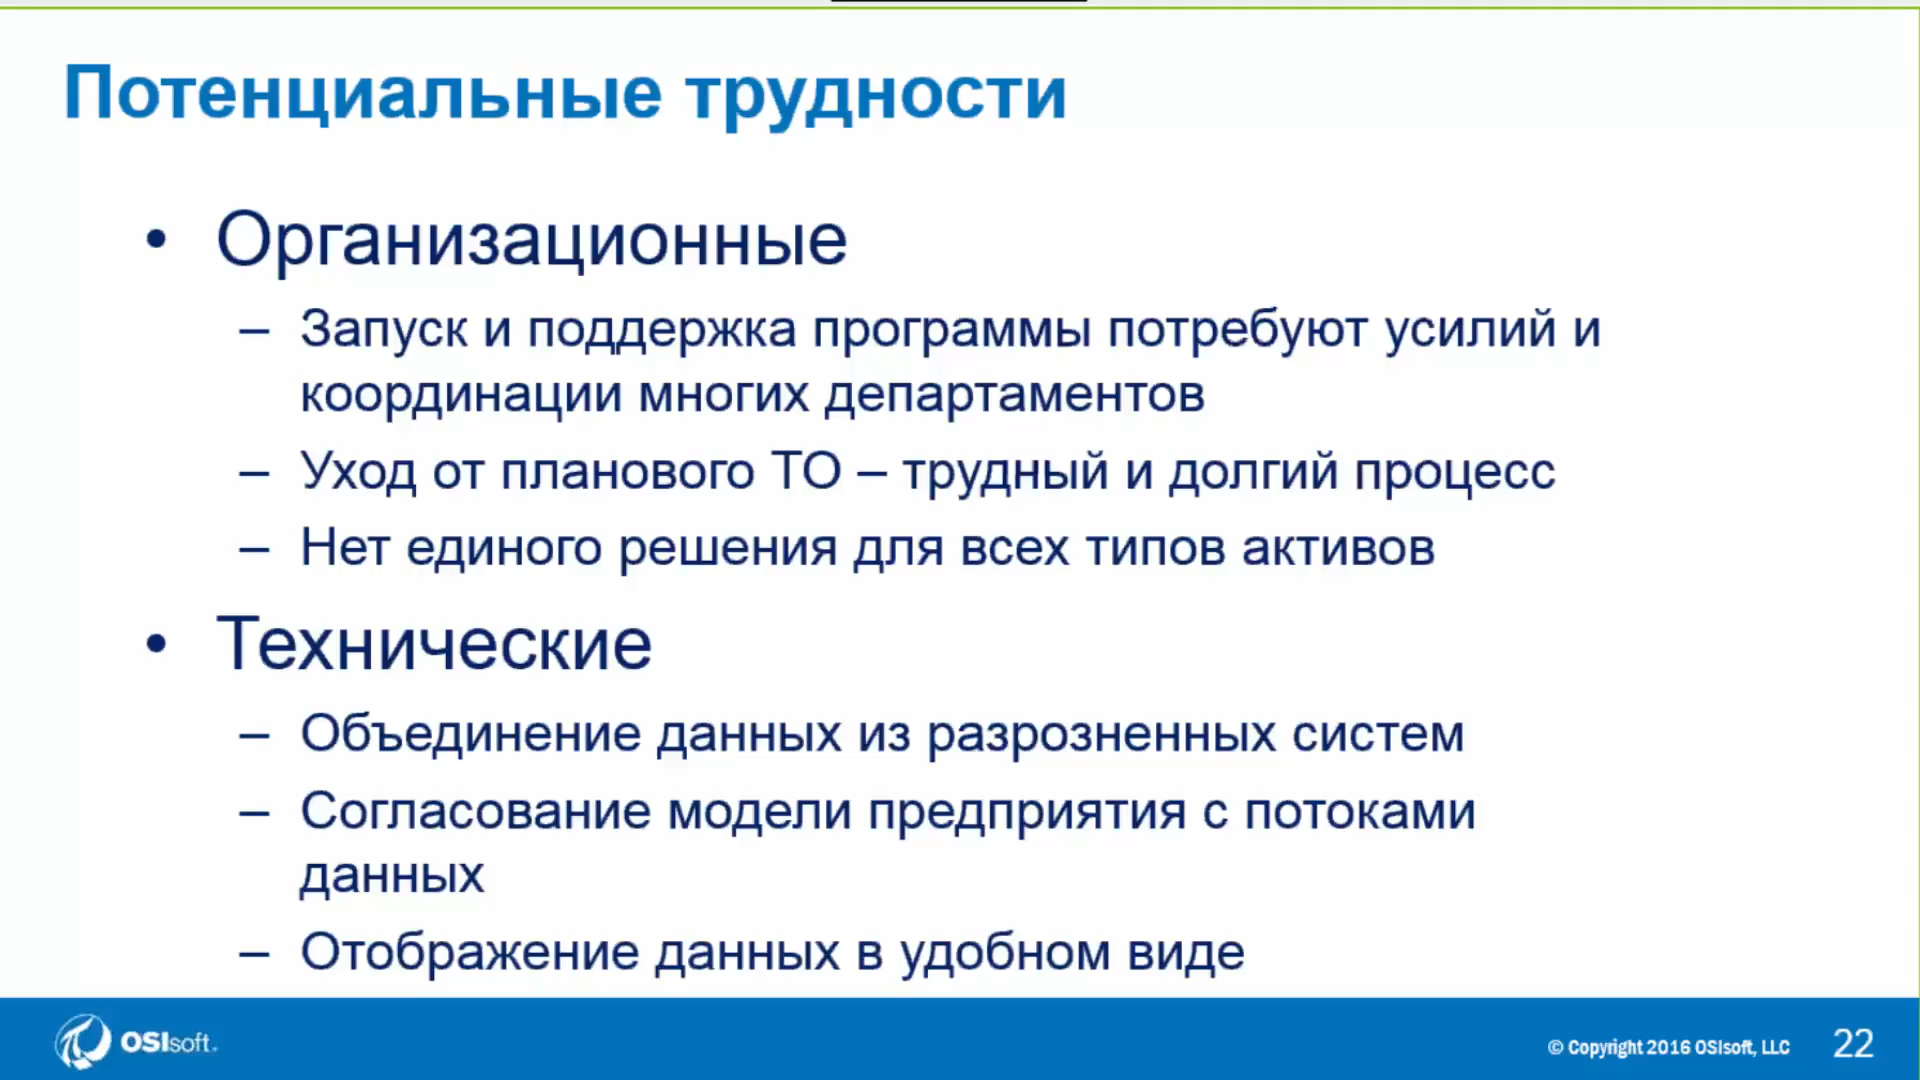 Потенциальные трудности
• Организационные
– Запуск и поддержка программы потребуют усилий и
координации многих департаментов
– Уход от планового ТО – трудный и долгий процесс
– Нет единого решения для всех типов активов
• Технические
– Объединение данных из разрозненных систем
– Согласование модели предприятия с потоками
данных
– Отображение данных в удобном виде
OSIsoft.
© Copyright 2016 OSIsoft, LLC
22